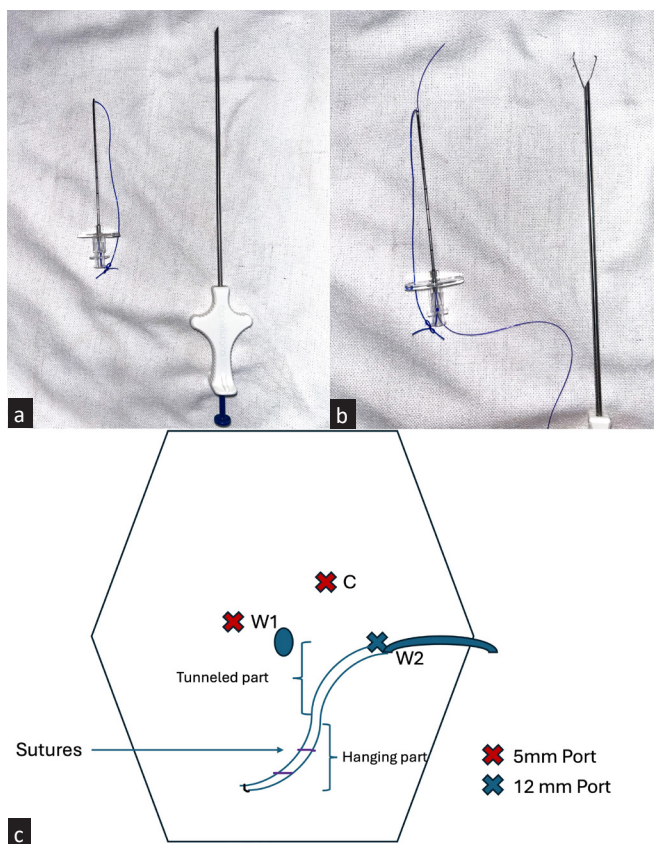 a
b
C
W1
W2
Tunneled part
Sutures
Hanging part
5mm Port
12 mm Port
c